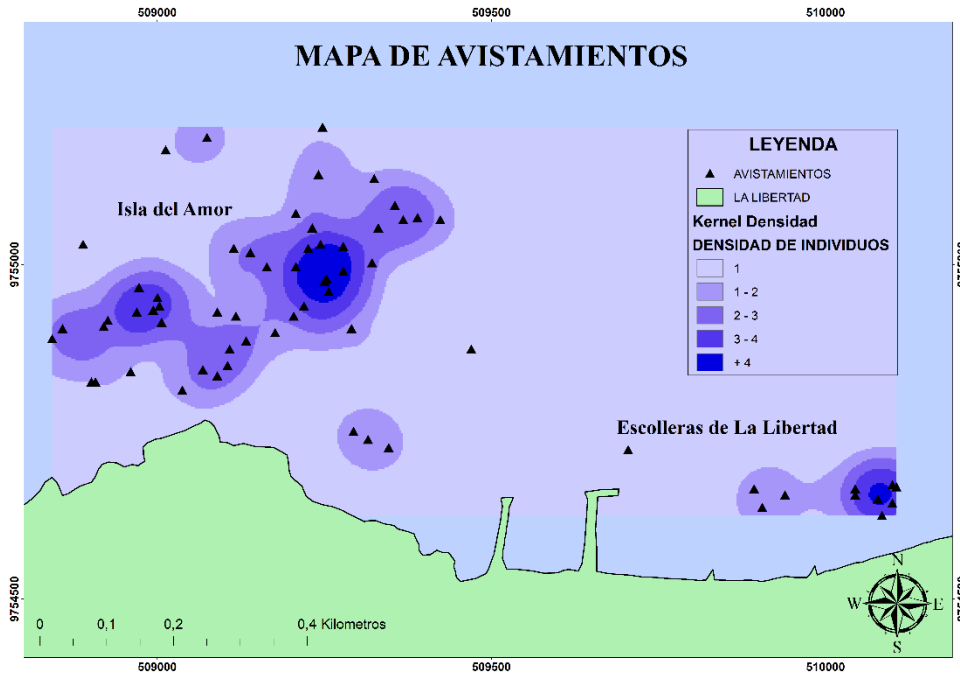 509000 509500 510000
MAPA DE AVISTAMIENTOS
LEYENDA
AVISTAMIENTOS
LA LIBERTAD
Kernel Densidad
DENSIDAD DE INDIVIDUOS
1
1 - 2
2 - 3
3 - 4
+ 4
Isla del Amor
9755000
9755000
Escolleras de La Libertad
9754500
9754500
N
W E
S
0 0,1 0,2 0,4 Kilometros
509000 509500 510000